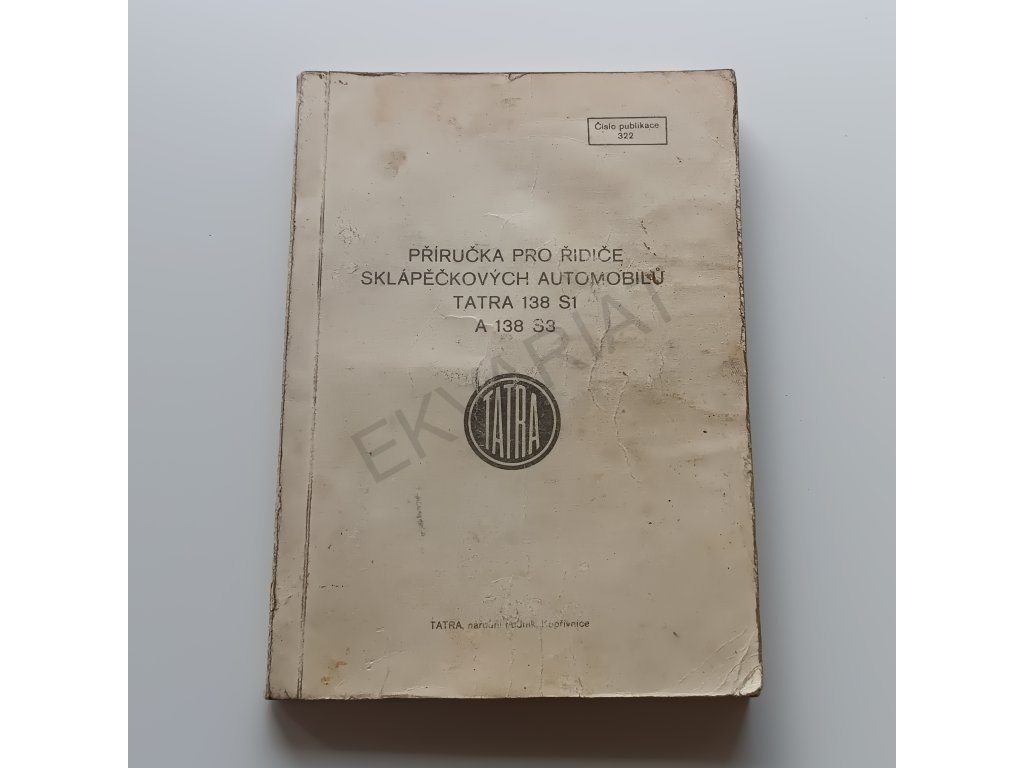 Číslo publikace
322
PŘÍRUČKA PRO ŘIDIČE
SKLÁPĚČKOVÝCH AUTOMOBILŮ
TATRA 138 S1
A 138 S3
EKVARIAT
TATRA
TATRA, národní podnik, Kopřivnice